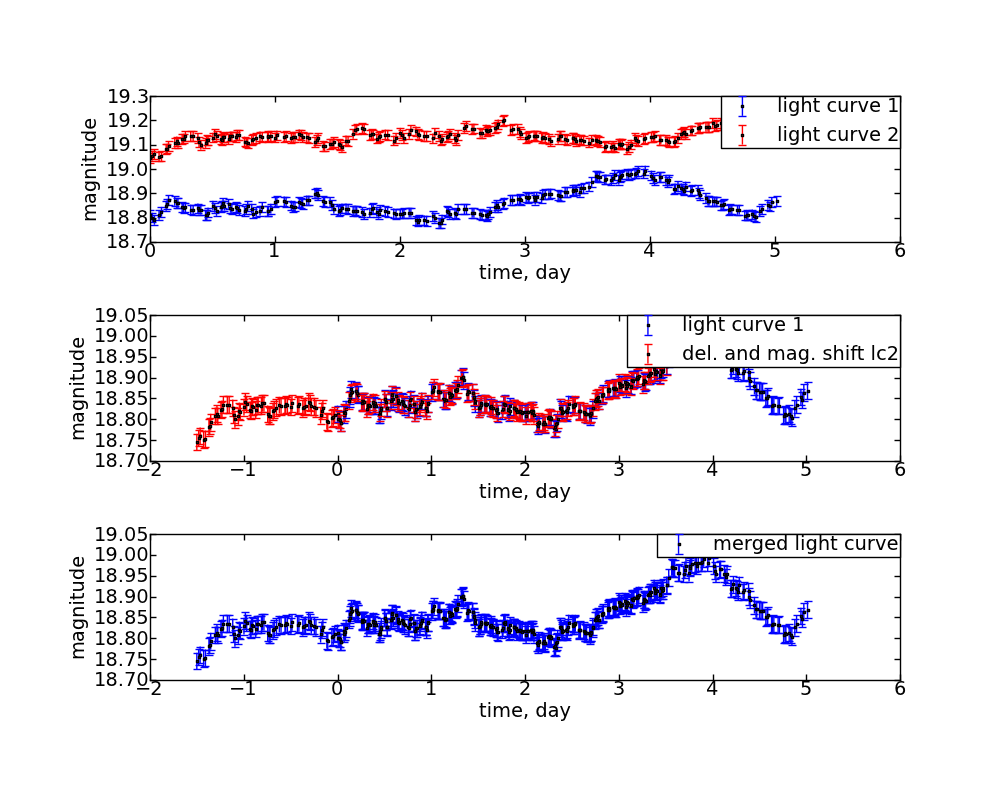 19.3
19.2
19.1
19.0
18.9
18.8
18.7
magnitude
light curve 1
light curve 2
0 1 2 3 4 5 6
time, day
19.05
19.00
18.95
18.90
18.85
18.80
18.75
18.70
magnitude
light curve 1
del. and mag. shift lc2
−2 −1 0 1 2 3 4 5 6
time, day
19.05
19.00
18.95
18.90
18.85
18.80
18.75
18.70
magnitude
merged light curve
−2 −1 0 1 2 3 4 5 6
time, day